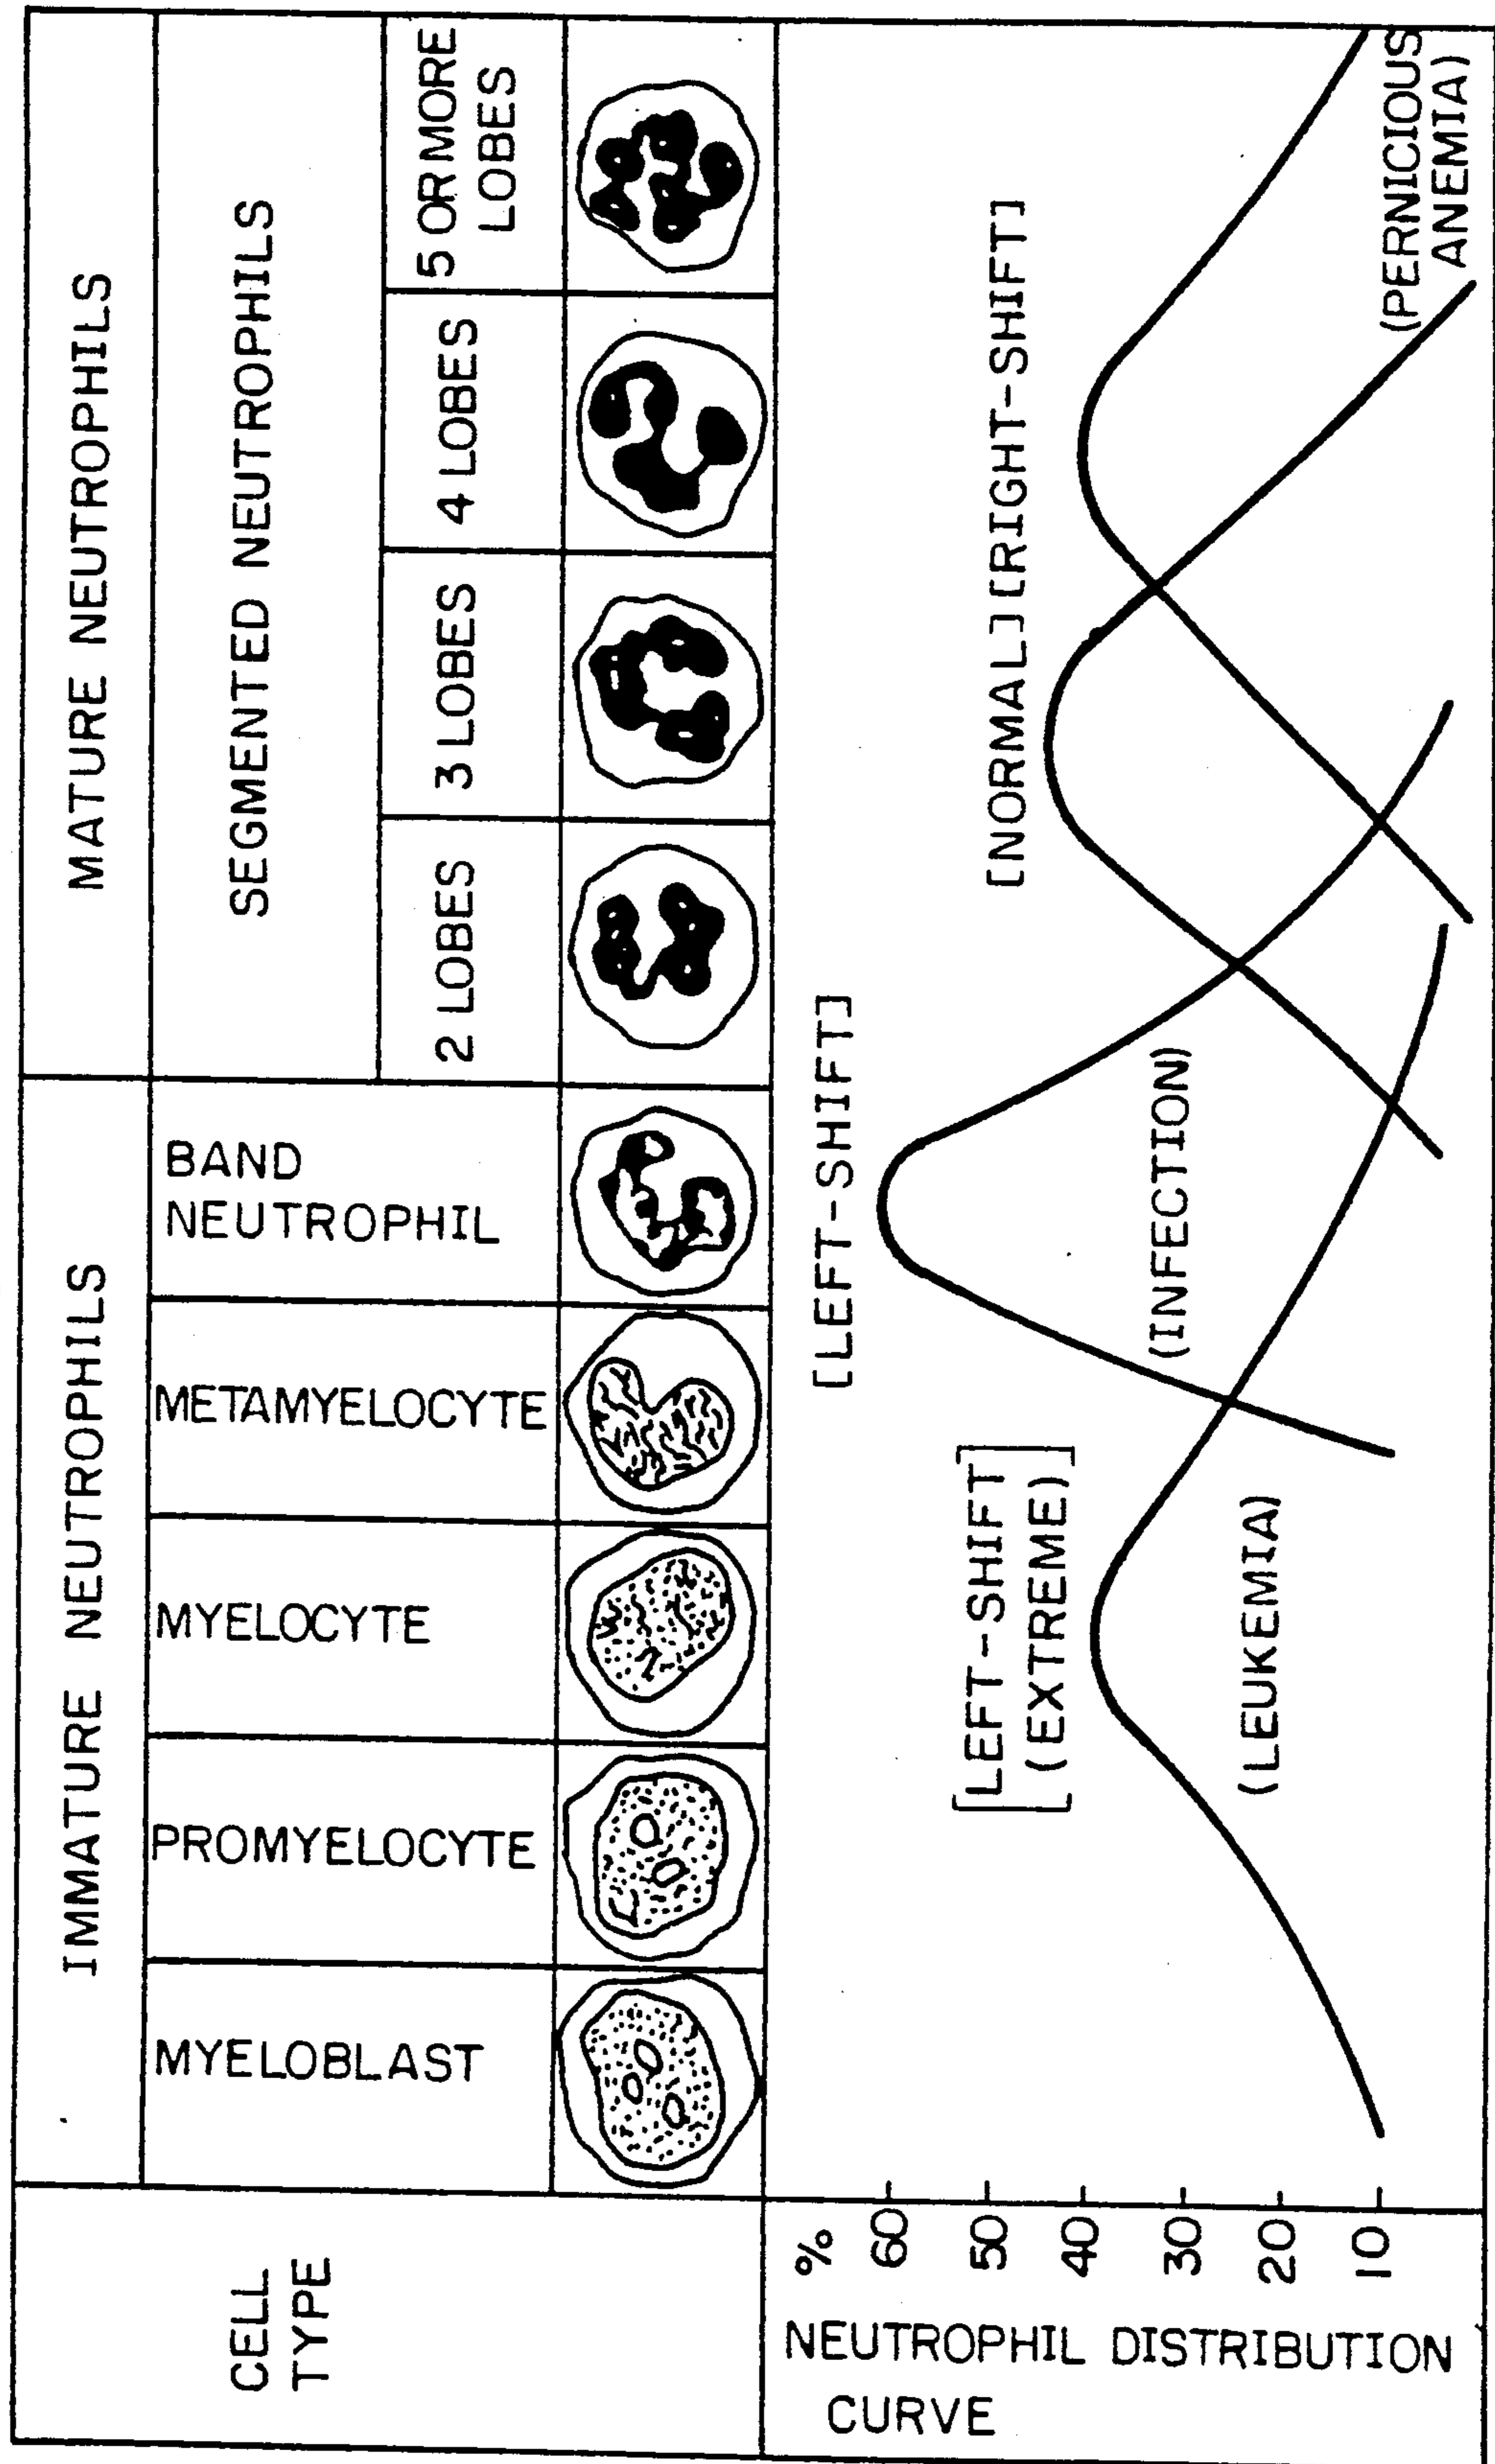 CELL
TYPE
IMMATURE NEUTROPHILS
MATURE NEUTROPHILS
SEGMENTED NEUTROPHILS
MYELOBLAST
PROMYELOCYTE
MYELOCYTE
METAMYELOCYTE
BAND
NEUTROPHIL
2 LOBES
3 LOBES
4 LOBES
5 OR MORE
LOBES
NEUTROPHIL DISTRIBUTION
CURVE
%
60
50
40
30
20
10
[LEFT-SHIFT]
[LEFT-SHIFT
(EXTREME)]
[NORMAL] [RIGHT-SHIFT]
(INFECTION)
(LEUKEMIA)
(PERNICIOUS
ANEMIA)